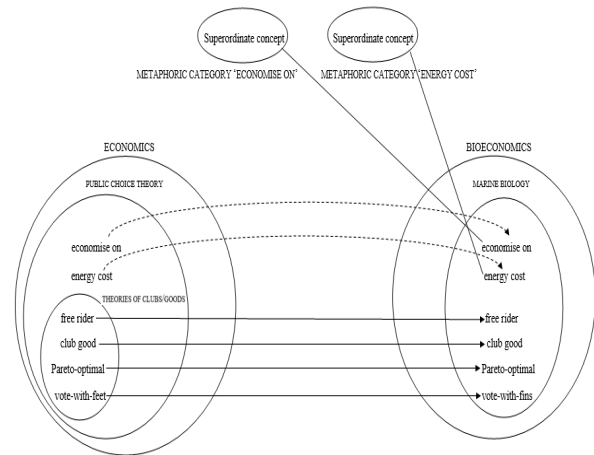 Superordinate concept
Superordinate concept
METAPHORIC CATEGORY 'ECONOMISE ON'
METAPHORIC CATEGORY 'ENERGY COST'
ECONOMICS
BIOECONOMICS
PUBLIC CHOICE THEORY
MARINE BIOLOGY
economise on
economise on
energy cost
energy cost
THEORIES OF CLUBS/GOODS
free rider
free rider
club good
club good
Pareto-optimal
Pareto-optimal
vote-with-feet
vote-with-fins